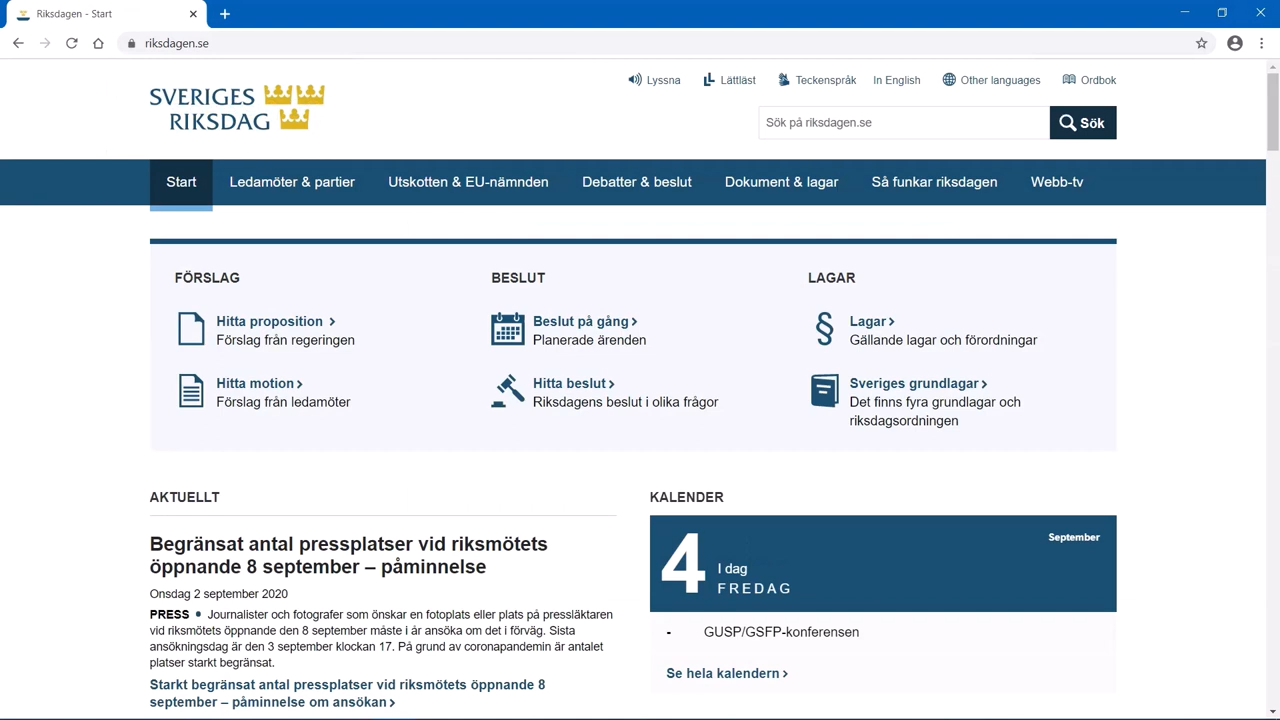 Riksdagen - Start
riksdagen.se
Lyssna
Lättläst
Teckenspråk
In English
Other languages
Ordbok
SVERIGES
RIKSDAG
Sök på riksdagen.se
Sök
Start
Ledamöter & partier
Utskotten & EU-nämnden
Debatter & beslut
Dokument & lagar
Så funkar riksdagen
Webb-tv
FÖRSLAG
Hitta proposition
Förslag från regeringen
Hitta motion
Förslag från ledamöter
BESLUT
Beslut på gång
Planerade ärenden
Hitta beslut
Riksdagens beslut i olika frågor
LAGAR
§
Lagar
Gällande lagar och förordningar
Sveriges grundlagar
Det finns fyra grundlagar och
riksdagsordningen
AKTUELLT
Begränsat antal pressplatser vid riksmötets
öppnande 8 september – påminnelse
Onsdag 2 september 2020
PRESS • Journalister och fotografer som önskar en fotoplats eller plats på pressläktaren
vid riksmötets öppnande den 8 september måste i år ansöka om det i förväg. Sista
ansökningsdag är den 3 september klockan 17. På grund av coronapandemin är antalet
platser starkt begränsat.
Starkt begränsat antal pressplatser vid riksmötets öppnande 8
september – påminnelse om ansökan
KALENDER
September
4
I dag
FREDAG
- GUSP/GSFP-konferensen
Se hela kalendern